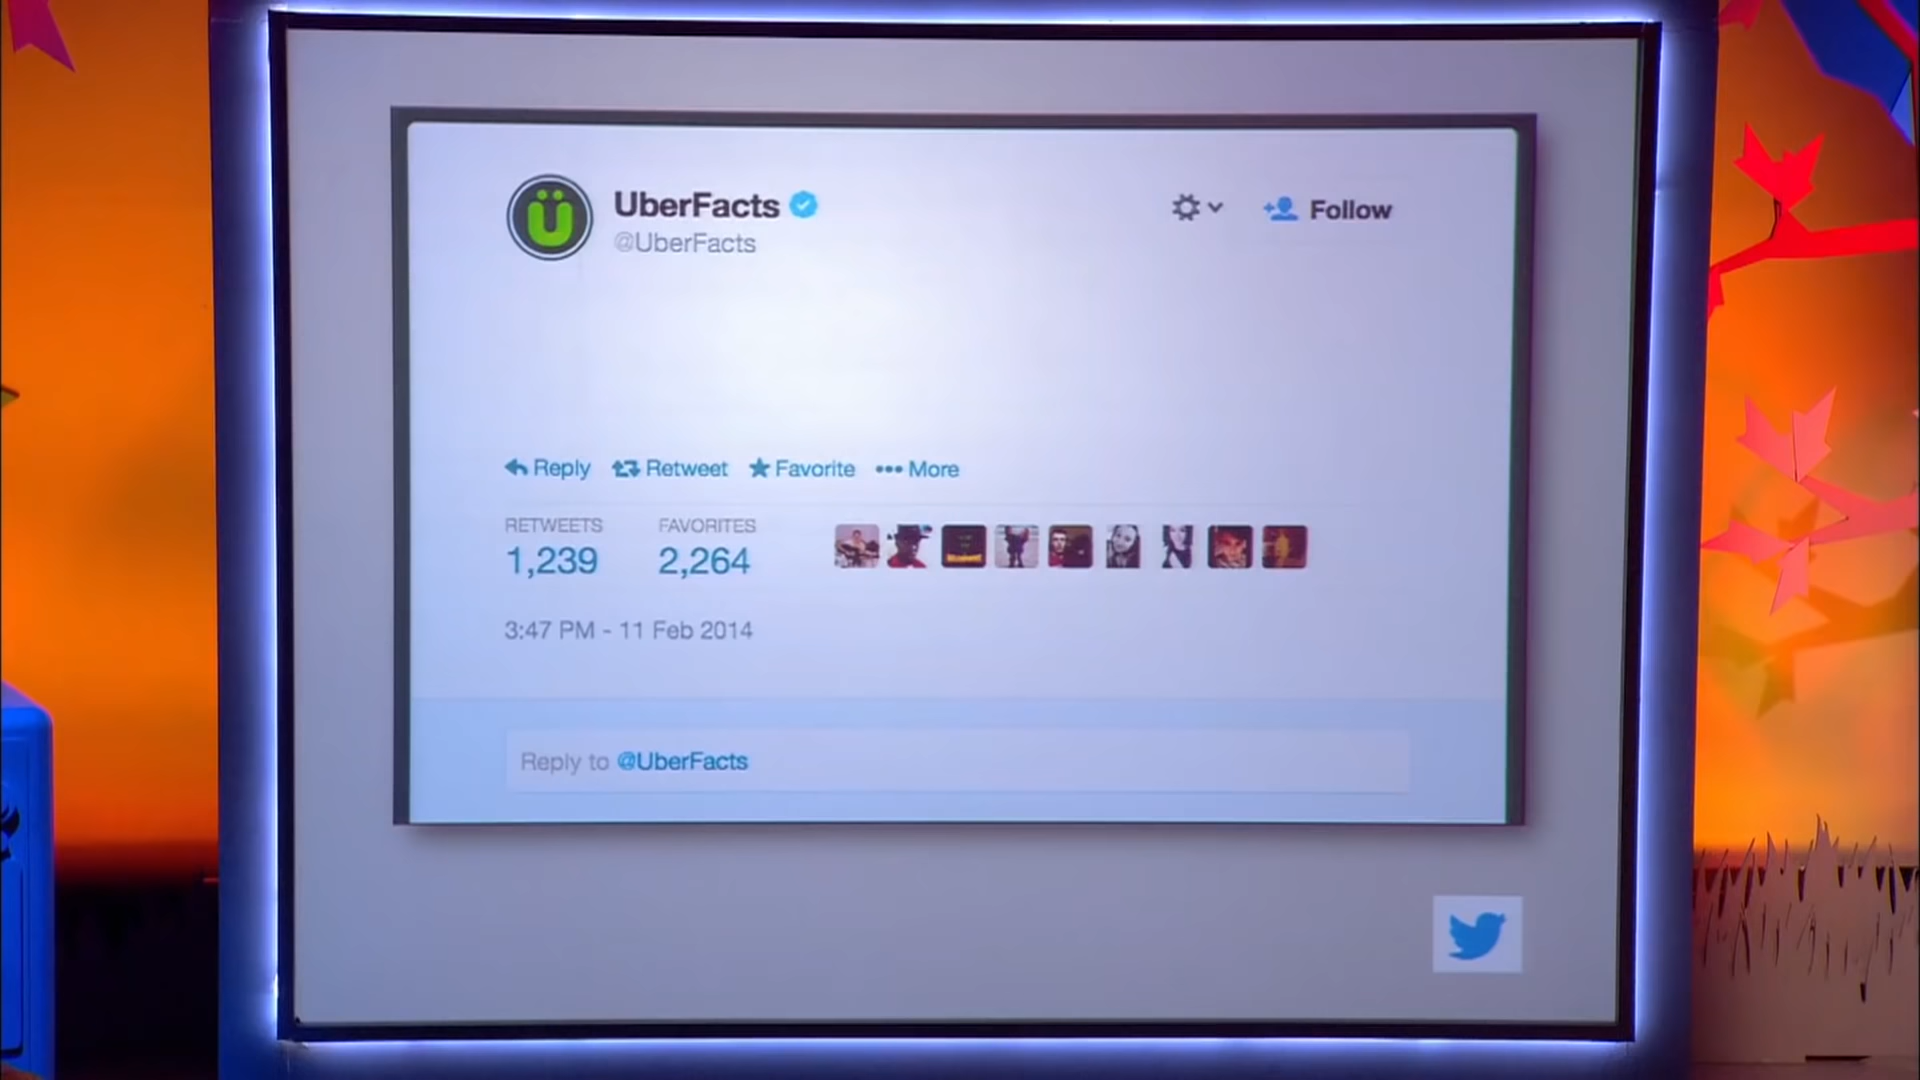 Ü
UberFacts
@UberFacts
Follow
Reply Retweet Favorite More
RETWEETS FAVORITES
1,239 2,264
3:47 PM - 11 Feb 2014
Reply to @UberFacts